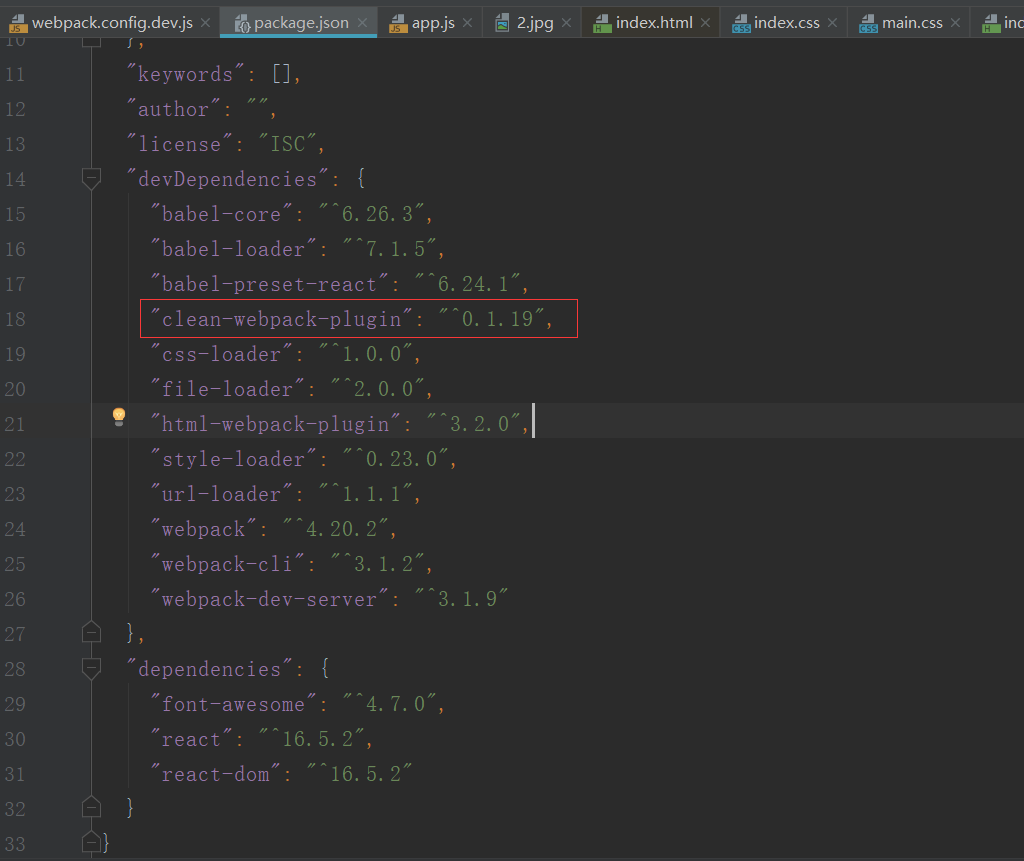 webpack.config.dev.js package.json app.js 2.jpg index.html index.css main.css
10 },
11 "keywords": [],
12 "author": "",
13 "license": "ISC",
14 "devDependencies": {
15 "babel-core": "^6.26.3",
16 "babel-loader": "^7.1.5",
17 "babel-preset-react": "^6.24.1",
18 "clean-webpack-plugin": "^0.1.19",
19 "css-loader": "^1.0.0",
20 "file-loader": "^2.0.0",
21 "html-webpack-plugin": "^3.2.0",
22 "style-loader": "^0.23.0",
23 "url-loader": "^1.1.1",
24 "webpack": "^4.20.2",
25 "webpack-cli": "^3.1.2",
26 "webpack-dev-server": "^3.1.9"
27 },
28 "dependencies": {
29 "font-awesome": "^4.7.0",
30 "react": "^16.5.2",
31 "react-dom": "^16.5.2"
32 }
33 }